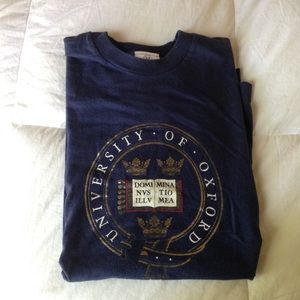 UNIVERSITY · OF · OXFORD
DOMI MINA
NVS TIO
ILLV MEA